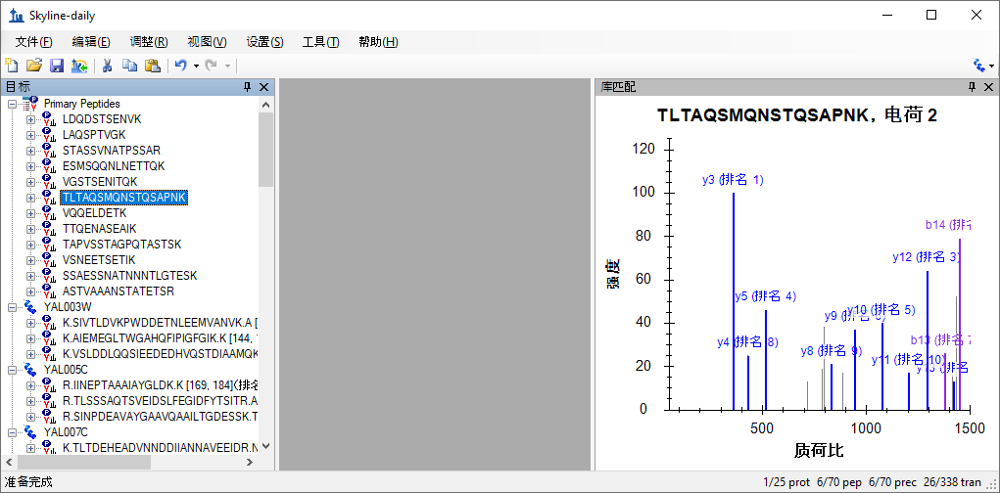 Skyline-daily
文件(F) 编辑(E) 调整(R) 视图(V) 设置(S) 工具(T) 帮助(H)
目标
Primary Peptides
LDQDSTSENVK
LAQSPTVGK
STASSVNATPSSAR
ESMSQQNLNETTQK
VGSTSENITQK
TLTAQSMQNSTQSAPNK
VQQELDETK
TTQENASEAIK
TAPVSSTAGPQTASTSK
VSNEETSETIK
SSAESSNATNNNTLGTESK
ASTVAAANSTATETSR
YAL003W
K.SIVTLDVKPWDDETNLEEMVANVK.A [
K.AIEMEGLTWGAHQFIPIGFGIK.K [144,
K.VSLDDLQQSIEEDEDHVQSTDIAAMQK
YAL005C
R.IINEPTAAAIAYGLDK.K [169, 184](排名
R.TLSSSAQTSVEIDSLFEGIDFYTSITR.A
R.SINPDEAVAYGAAVQAAILTGDESSK.T
YAL007C
K.TLTDEHEADVNNDDIIANNAVEEIDR.N
库匹配
TLTAQSMQNSTQSAPNK, 电荷 2
强度
120
100
80
60
40
20
0
y3 (排名 1)
b14 (排名
y12 (排名 3)
y5 (排名 4)
y9 (排名
y10 (排名 5)
y4 (排名 8)
b13 (排名 7
y8 (排名 9)
y11 (排名 10)
(排名
500 1000 1500
质荷比
准备完成
1/25 prot 6/70 pep 6/70 prec 26/338 tran